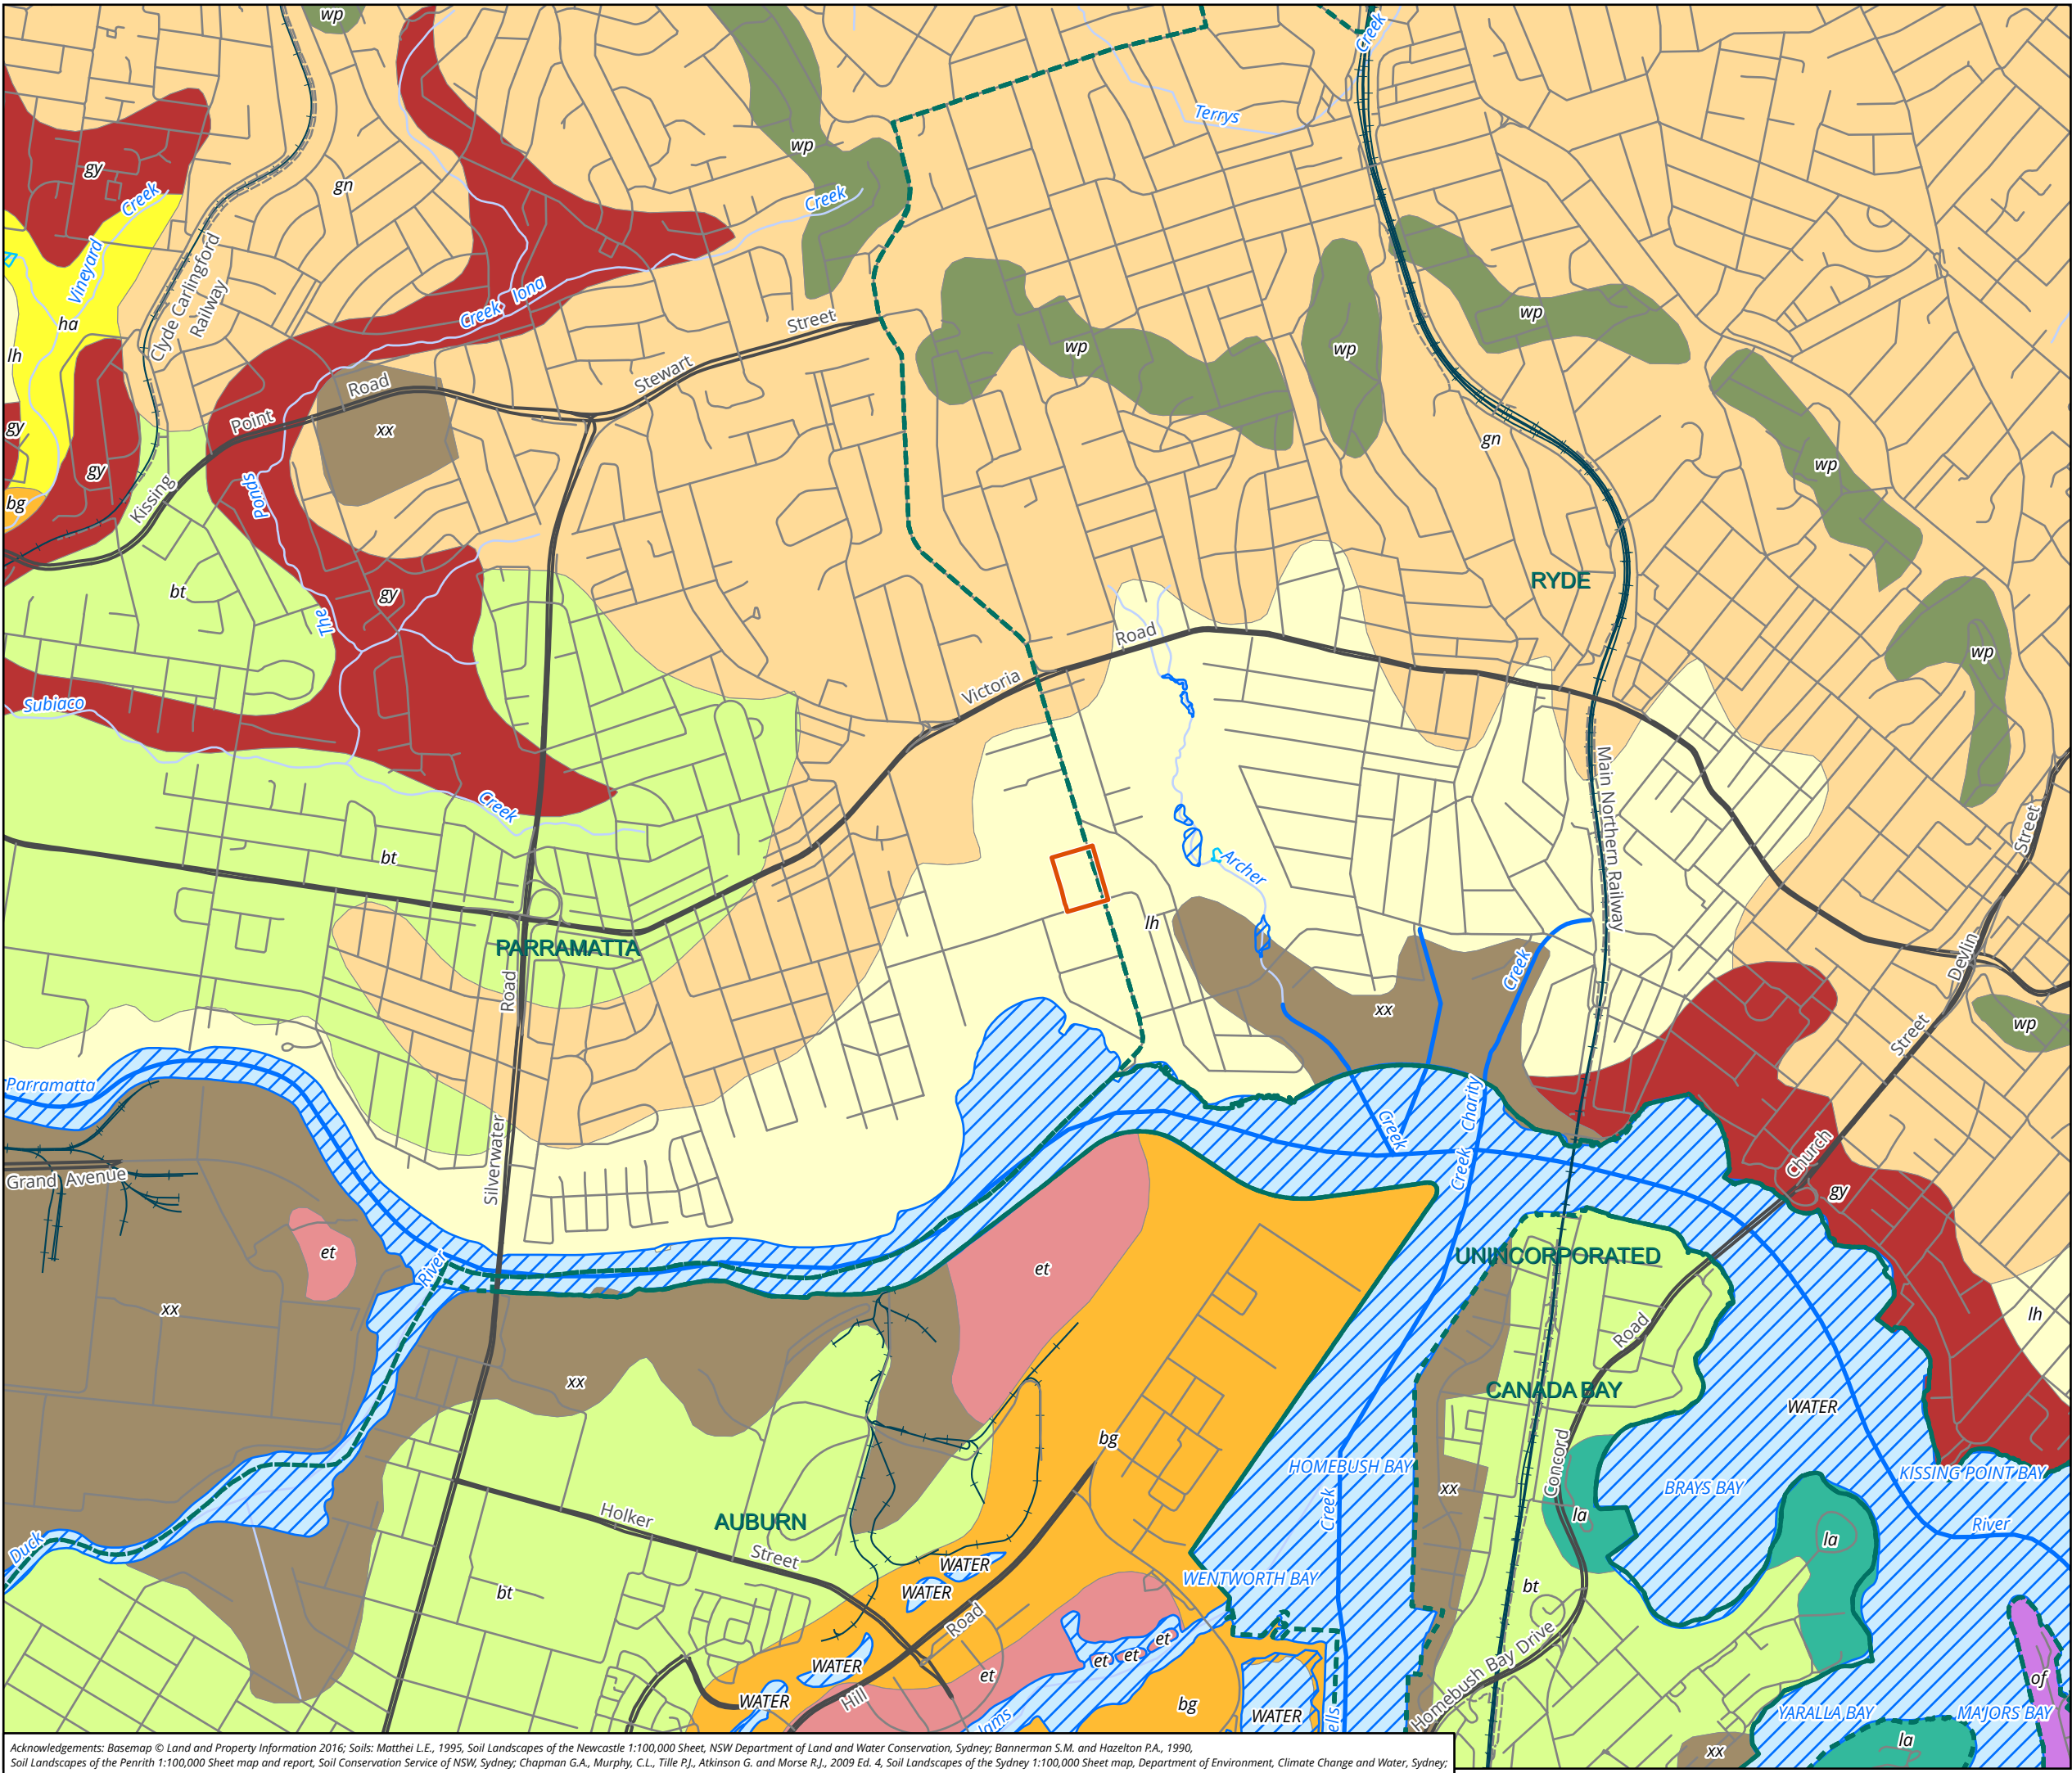 wp
Creek
Terrys
gy
gn
wp
Creek
Creek
Vineyard
Clyde Carlingford
Railway
ha
Creek Iona
Street
wp
wp
wp
lh
Stewart
Road
Point
xx
gy
gy
gn
wp
bg
Kissing
Ponds
RYDE
bt
gy
The
Road
wp
Victoria
Subiaco
Main Northern Railway
Creek
Street
bt
Archer
lh
PARRAMATTA
Devlin
Road
Creek
xx
wp
Street
Parramatta
Creek
Charity
Creek
Silverwater
Church
Grand Avenue
gy
et
River
et
UNINCORPORATED
xx
lh
Road
xx
CANADA BAY
WATER
bg
HOMEBUSH BAY
Concord
KISSING POINT BAY
xx
BRAYS BAY
Creek
Holker
la
AUBURN
River
la
Duck
Street
WATER
WENTWORTH BAY
WATER
bt
bt
Road
et
et
et
WATER
et
Homebush Bay Drive
of
WATER
Hill
bg
WATER
YARALLA BAY
MAJORS BAY
lams
ells
la
xx
Acknowledgements: Basemap © Land and Property Information 2016; Soils: Matthei L.E., 1995, Soil Landscapes of the Newcastle 1:100,000 Sheet, NSW Department of Land and Water Conservation, Sydney; Bannerman S.M. and Hazelton P.A., 1990,
Soil Landscapes of the Penrith 1:100,000 Sheet map and report, Soil Conservation Service of NSW, Sydney; Chapman G.A., Murphy, C.L., Tille P.J., Atkinson G. and Morse R.J., 2009 Ed. 4, Soil Landscapes of the Sydney 1:100,000 Sheet map, Department of Environment, Climate Change and Water, Sydney;